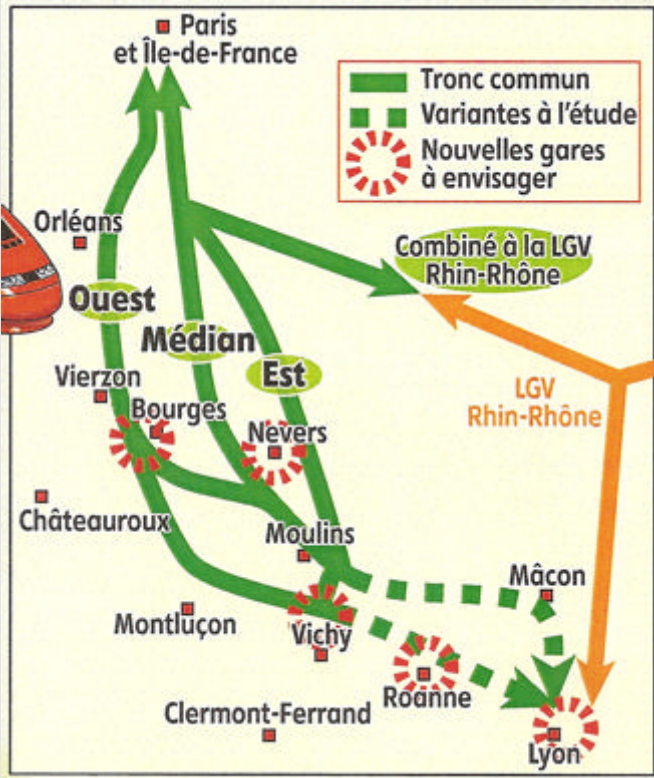 Paris
et Île-de-France
Tronc commun
Variantes à l'étude
Nouvelles gares
à envisager
Orléans
Combiné à la LGV
Rhin-Rhône
Ouest
Médian
Est
Vierzon
LGV
Rhin-Rhône
Bourges
Nevers
Châteauroux
Moulins
Mâcon
Montluçon
Vichy
Roanne
Clermont-Ferrand
Lyon